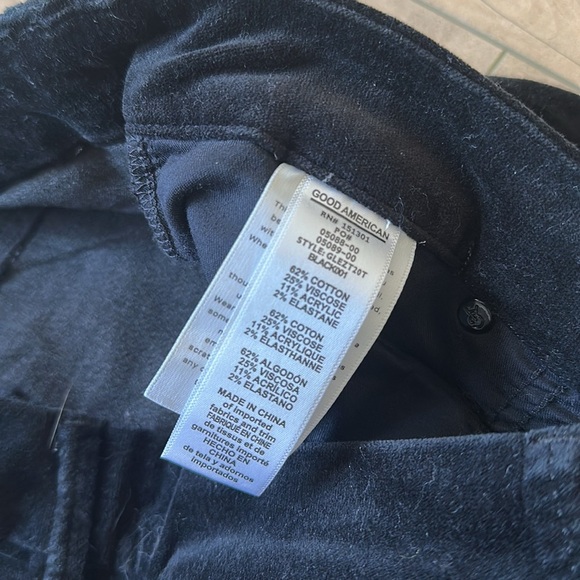 GOOD AMERICAN
RN# 151301
PO#
05088-00
05089-00
STYLE: GLEZT10T
BLACK001
62% COTTON
25% VISCOSE
11% ACRYLIC
2% ELASTANE
62% COTON
25% VISCOSE
11% ACRYLIQUE
2% ÉLASTHANNE
62% ALGODÓN
25% VISCOSA
11% ACRÍLICO
2% ELASTANO
MADE IN CHINA
of imported
fabrics and trim
FABRIQUÉ EN CHINE
de tissus et de
garnitures importé
HECHO EN
CHINA
de tela y adornos
importados